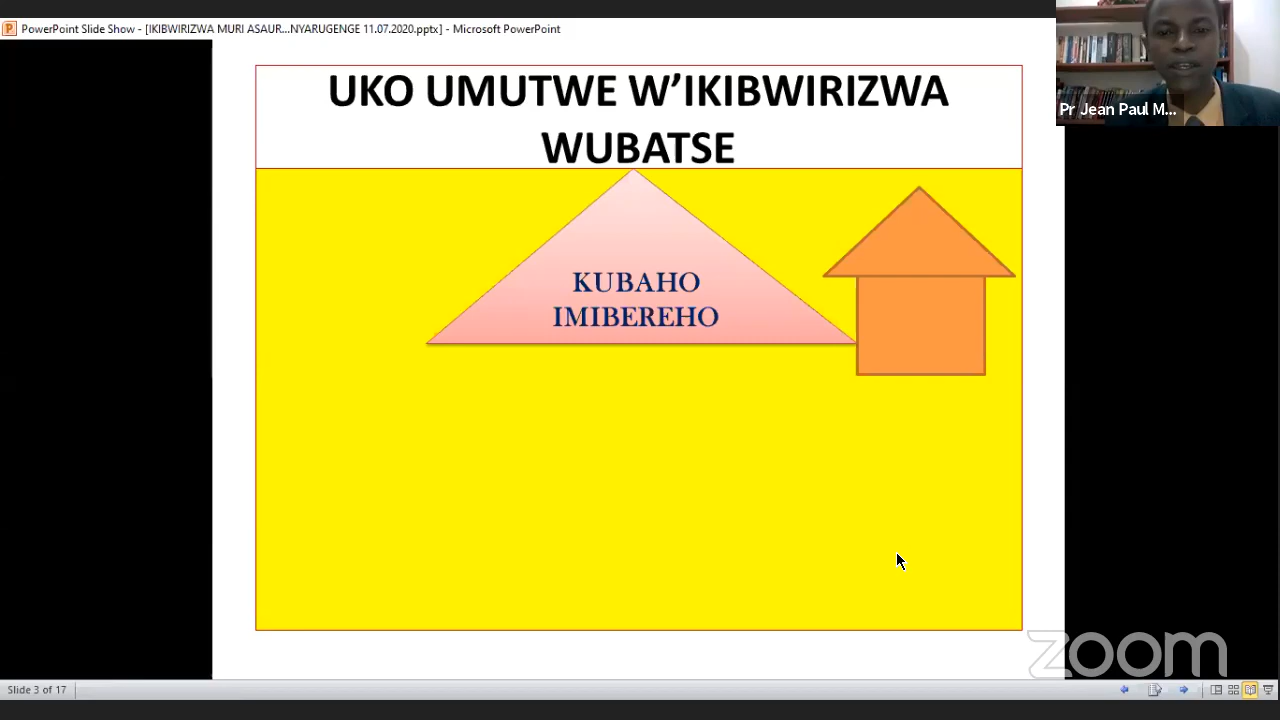 PowerPoint Slide Show - [IKIBWIRIZWA MURI ASAUR...NYARUGENGE 11.07.2020.pptx] - Microsoft PowerPoint
Pr Jean Paul M...
UKO UMUTWE W’IKIBWIRIZWA
WUBATSE
KUBAHO
IMIBEREHO
zoom
Slide 3 of 17